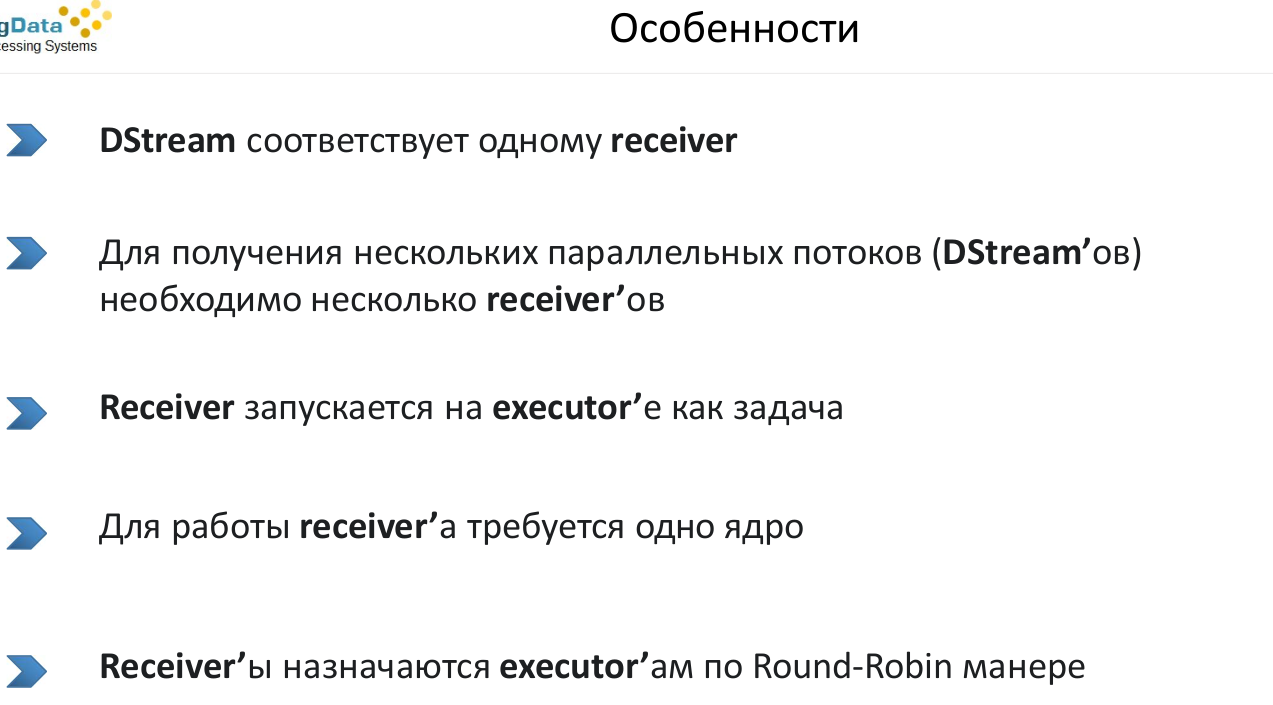 gData
essing Systems
Особенности
DStream соответствует одному receiver
Для получения нескольких параллельных потоков (DStream’ов)
необходимо несколько receiver’ов
Receiver запускается на executor’е как задача
Для работы receiver’а требуется одно ядро
Receiver’ы назначаются executor’ам по Round-Robin манере